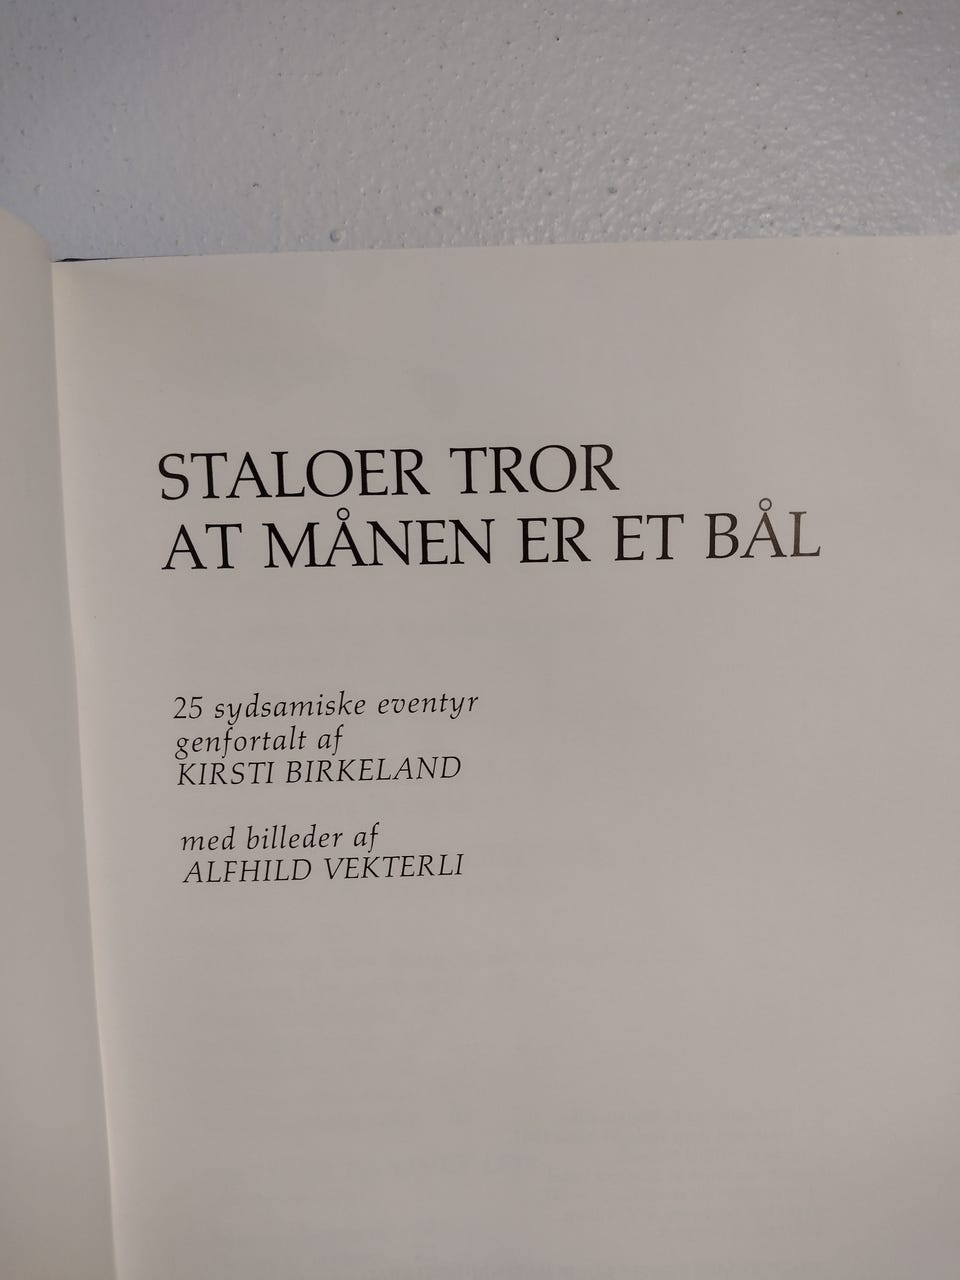 STALOER TROR
AT MÅNEN ER ET BÅL
25 sydsamiske eventyr
genfortalt af
KIRSTI BIRKELAND
med billeder af
ALFHILD VEKTERLI